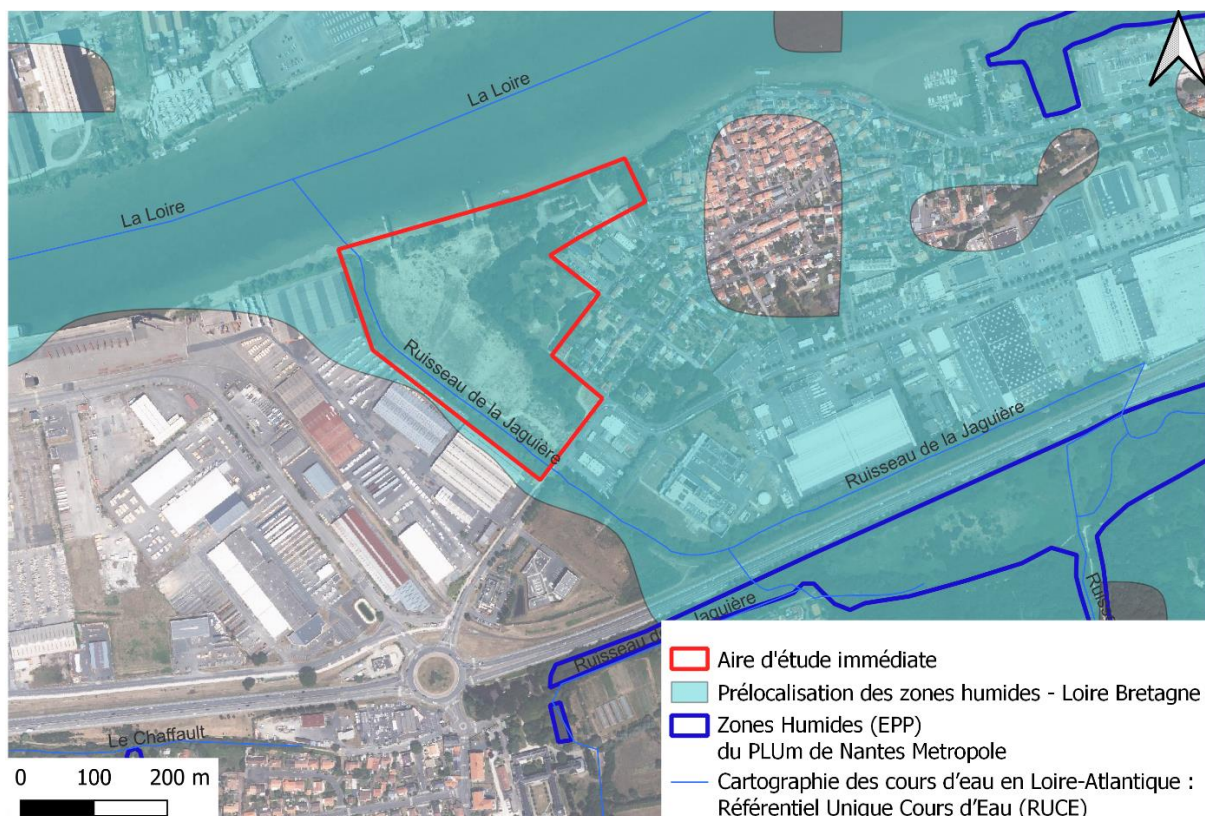 La Loire
La Loire
Ruisseau de la Jaguière
Ruisseau de la Jaguière
Ruisseau de la Jaguière
Le Chaffault
0 100 200 m
Aire d'étude immédiate
Prélocalisation des zones humides - Loire Bretagne
Zones Humides (EPP)
du PLUm de Nantes Metropole
Cartographie des cours d'eau en Loire-Atlantique :
Référentiel Unique Cours d'Eau (RUCE)